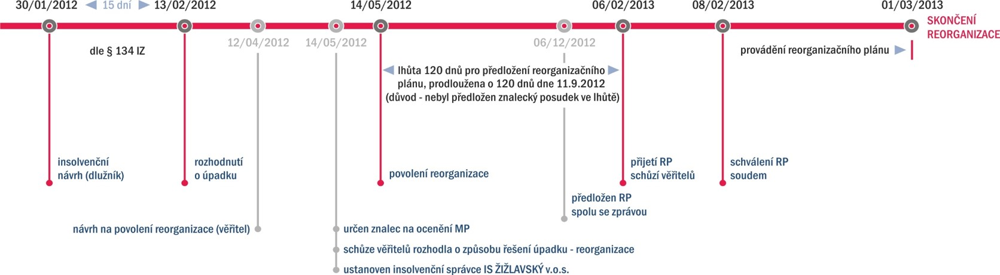 30/01/2012 15 dní 13/02/2012 14/05/2012 06/02/2013 08/02/2013 01/03/2013
SKONČENÍ
REORGANIZACE
12/04/2012 14/05/2012 06/12/2012
dle § 134 IZ
provádění reorganizačního plánu
lhůta 120 dnů pro předložení reorganizačního
plánu, prodloužena o 120 dnů dne 11.9.2012
(důvod - nebyl předložen znalecký posudek ve lhůtě)
insolvenční
návrh (dlužník)
rozhodnutí
o úpadku
povolení reorganizace
přijetí RP
schůzí věřitelů
schválení RP
soudem
předložen RP
spolu se zprávou
návrh na povolení reorganizace (věřitel)
určen znalec na ocenění MP
schůze věřitelů rozhodla o způsobu řešení úpadku - reorganizace
ustanoven insolvenční správce IS ŽIŽLAVSKÝ v.o.s.